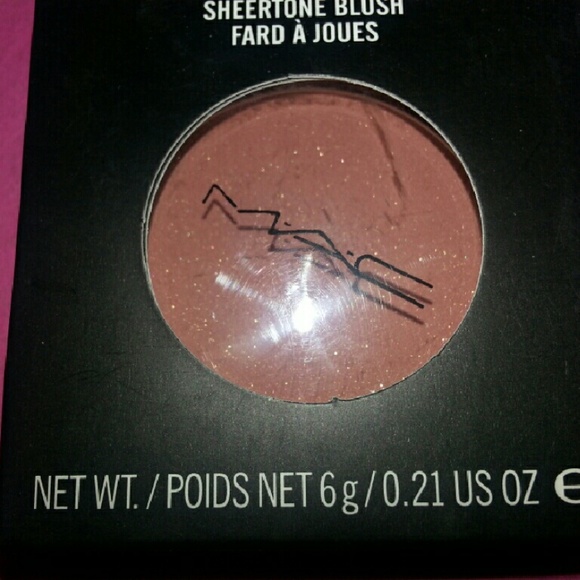 SHEERTONE BLUSH
FARD À JOUES
M·A·C
NET WT. / POIDS NET 6 g / 0.21 US OZ ℮